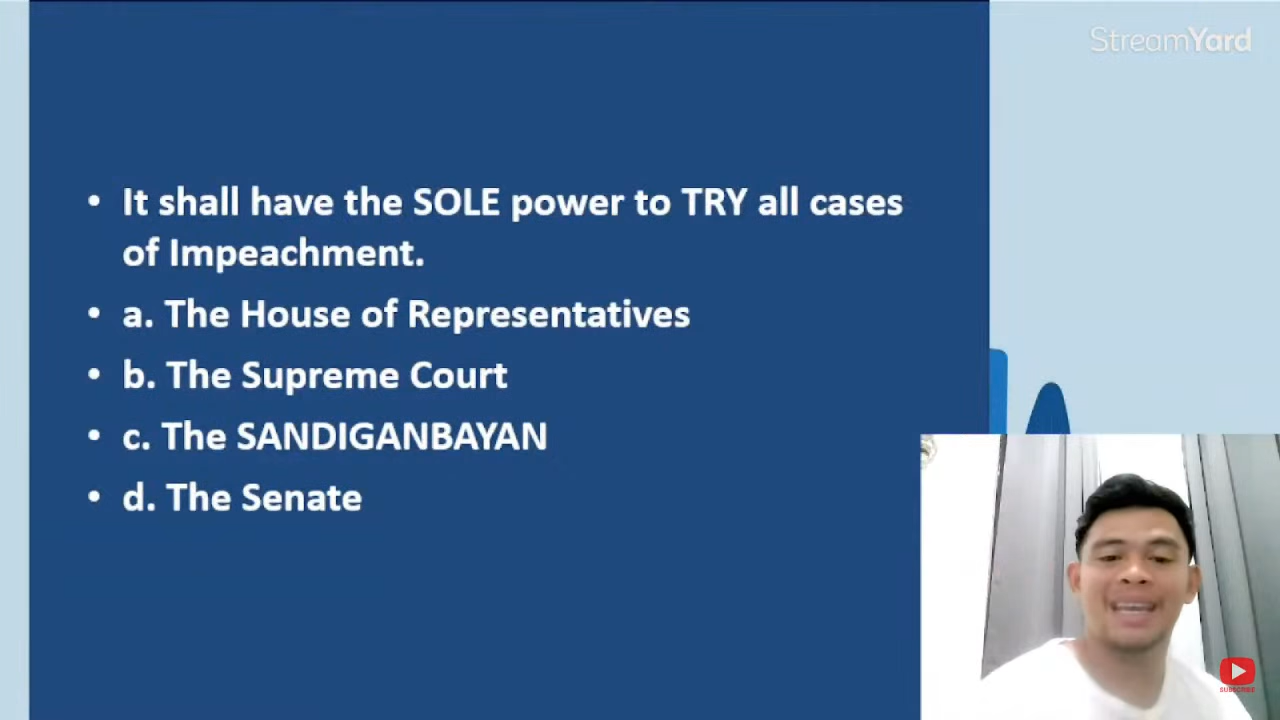 StreamYard
• It shall have the SOLE power to TRY all cases
of Impeachment.
• a. The House of Representatives
• b. The Supreme Court
• c. The SANDIGANBAYAN
• d. The Senate
SUBSCRIBE